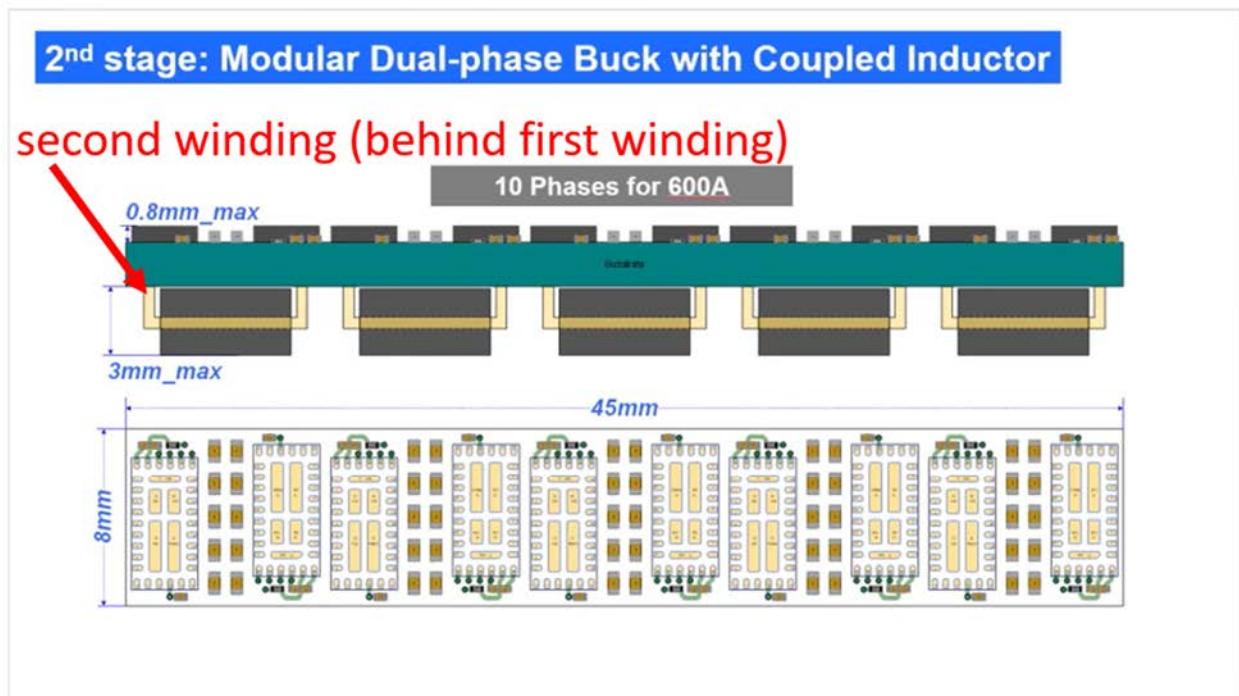 2nd stage: Modular Dual-phase Buck with Coupled Inductor
second winding (behind first winding)
10 Phases for 600A
0.8mm_max
Substrate
3mm_max
45mm
8mm